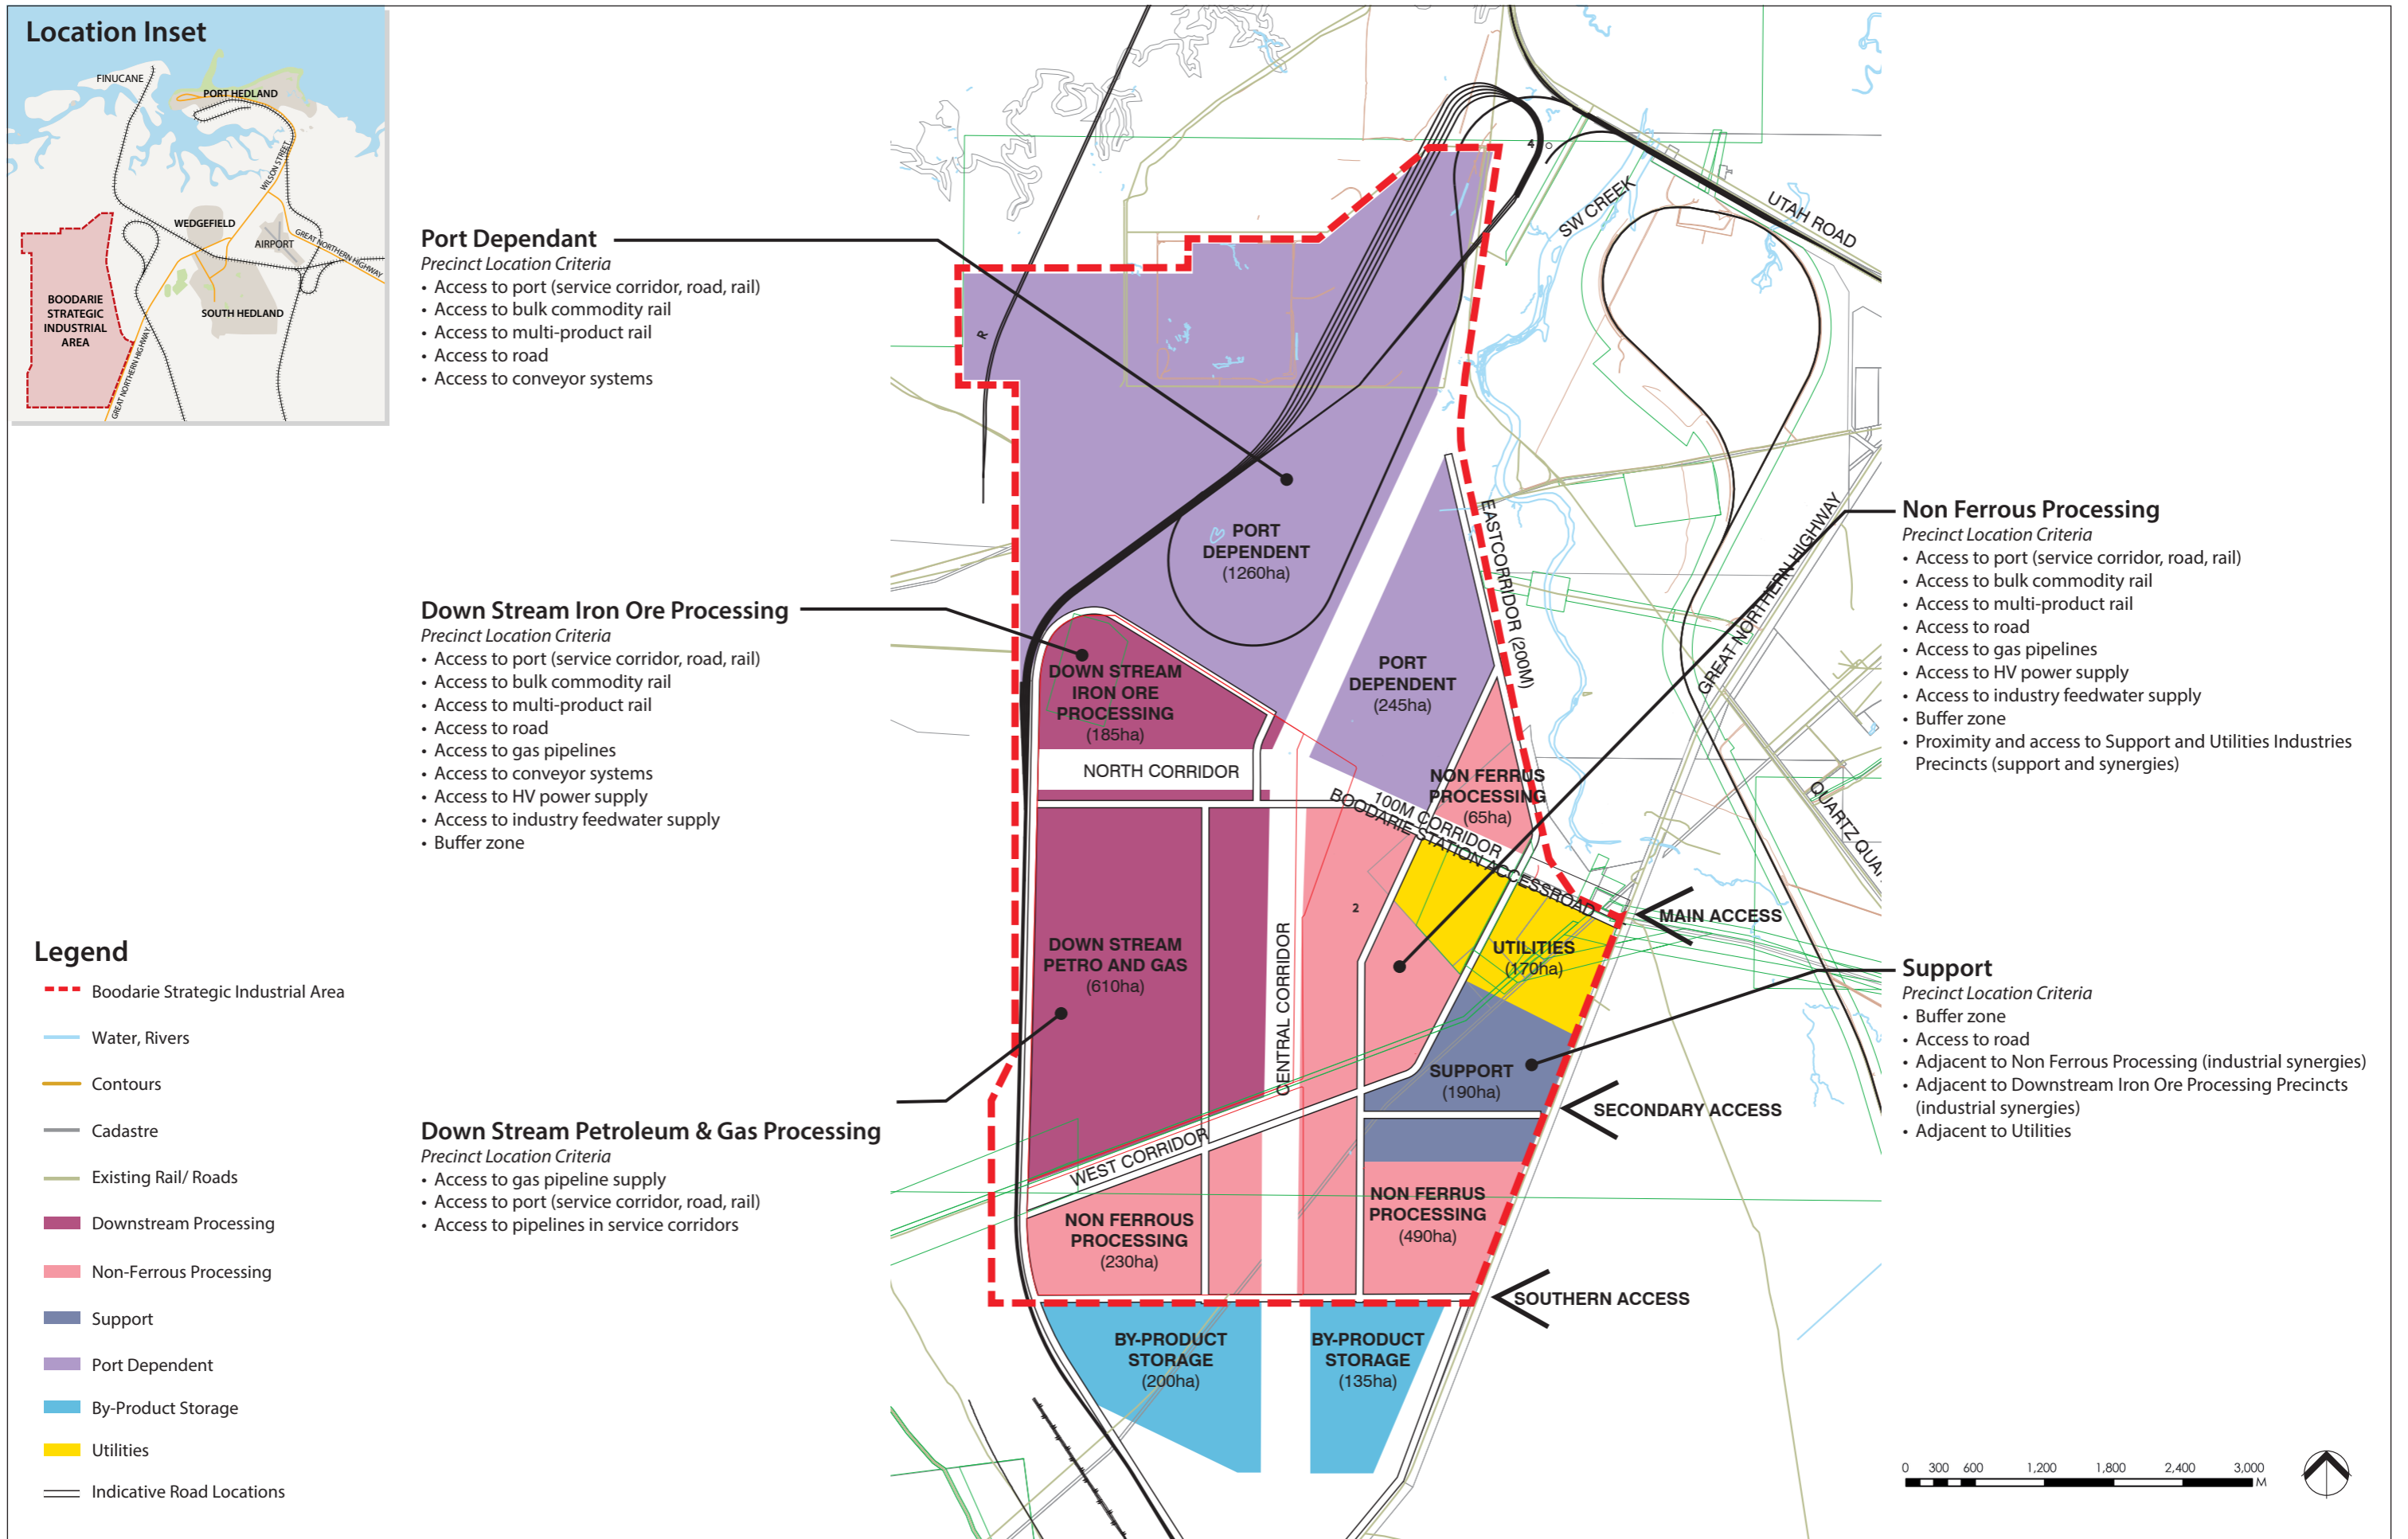 Location Inset
FINUCANE
PORT HEDLAND
WILSON STREET
WEDGEFIELD
AIRPORT
GREAT NORTHERN HIGHWAY
BOODARIE
STRATEGIC
INDUSTRIAL
AREA
SOUTH HEDLAND
GREAT NORTHERN HIGHWAY
Port Dependant
Precinct Location Criteria
• Access to port (service corridor, road, rail)
• Access to bulk commodity rail
• Access to multi-product rail
• Access to road
• Access to conveyor systems
Down Stream Iron Ore Processing
Precinct Location Criteria
• Access to port (service corridor, road, rail)
• Access to bulk commodity rail
• Access to multi-product rail
• Access to road
• Access to gas pipelines
• Access to conveyor systems
• Access to HV power supply
• Access to industry feedwater supply
• Buffer zone
Down Stream Petroleum & Gas Processing
Precinct Location Criteria
• Access to gas pipeline supply
• Access to port (service corridor, road, rail)
• Access to pipelines in service corridors
Legend
Boodarie Strategic Industrial Area
Water, Rivers
Contours
Cadastre
Existing Rail/ Roads
Downstream Processing
Non-Ferrous Processing
Support
Port Dependent
By-Product Storage
Utilities
Indicative Road Locations
4
SW CREEK
UTAH ROAD
R
PORT
DEPENDENT
(1260ha)
EASTCORRIDOR (200M)
GREAT NORTHERN HIGHWAY
DOWN STREAM
IRON ORE
PROCESSING
(185ha)
PORT
DEPENDENT
(245ha)
NORTH CORRIDOR
NON FERRUS
PROCESSING
(65ha)
100M CORRIDOR
BOODARIE STATION ACCESSROAD
QUARTZ QUAR
2
MAIN ACCESS
DOWN STREAM
PETRO AND GAS
(610ha)
CENTRAL CORRIDOR
UTILITIES
(170ha)
SUPPORT
(190ha)
SECONDARY ACCESS
WEST CORRIDOR
NON FERROUS
PROCESSING
(230ha)
NON FERRUS
PROCESSING
(490ha)
SOUTHERN ACCESS
BY-PRODUCT
STORAGE
(200ha)
BY-PRODUCT
STORAGE
(135ha)
Non Ferrous Processing
Precinct Location Criteria
• Access to port (service corridor, road, rail)
• Access to bulk commodity rail
• Access to multi-product rail
• Access to road
• Access to gas pipelines
• Access to HV power supply
• Access to industry feedwater supply
• Buffer zone
• Proximity and access to Support and Utilities Industries
Precincts (support and synergies)
Support
Precinct Location Criteria
• Buffer zone
• Access to road
• Adjacent to Non Ferrous Processing (industrial synergies)
• Adjacent to Downstream Iron Ore Processing Precincts
(industrial synergies)
• Adjacent to Utilities
0 300 600 1,200 1,800 2,400 3,000
M